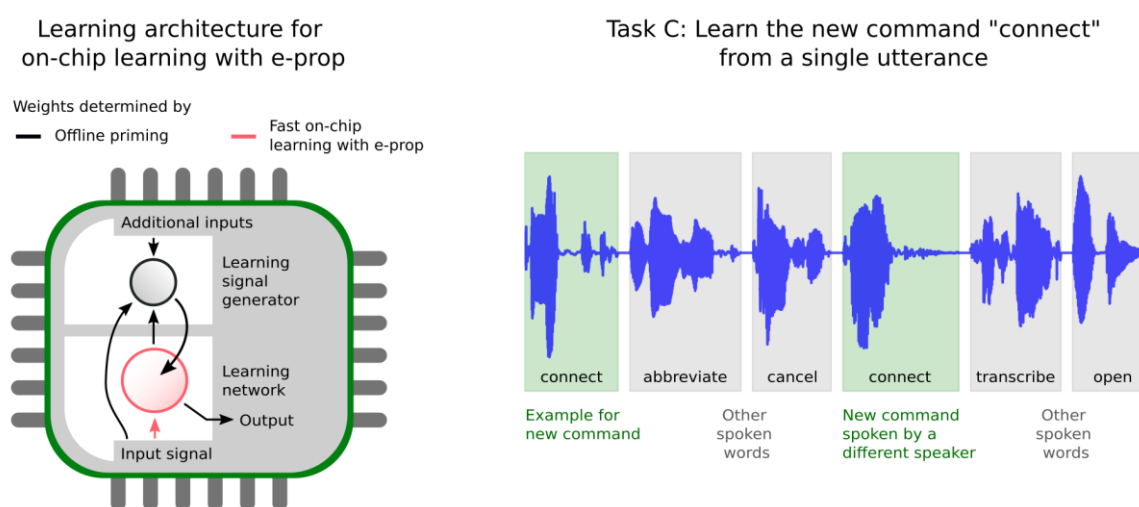 Learning architecture for
on-chip learning with e-prop
Weights determined by
Offline priming
Fast on-chip
learning with e-prop
Additional inputs
Learning
signal
generator
Learning
network
Output
Input signal
Task C: Learn the new command "connect"
from a single utterance
connect
abbreviate
cancel
connect
transcribe
open
Example for
new command
Other
spoken
words
New command
spoken by a
different speaker
Other
spoken
words